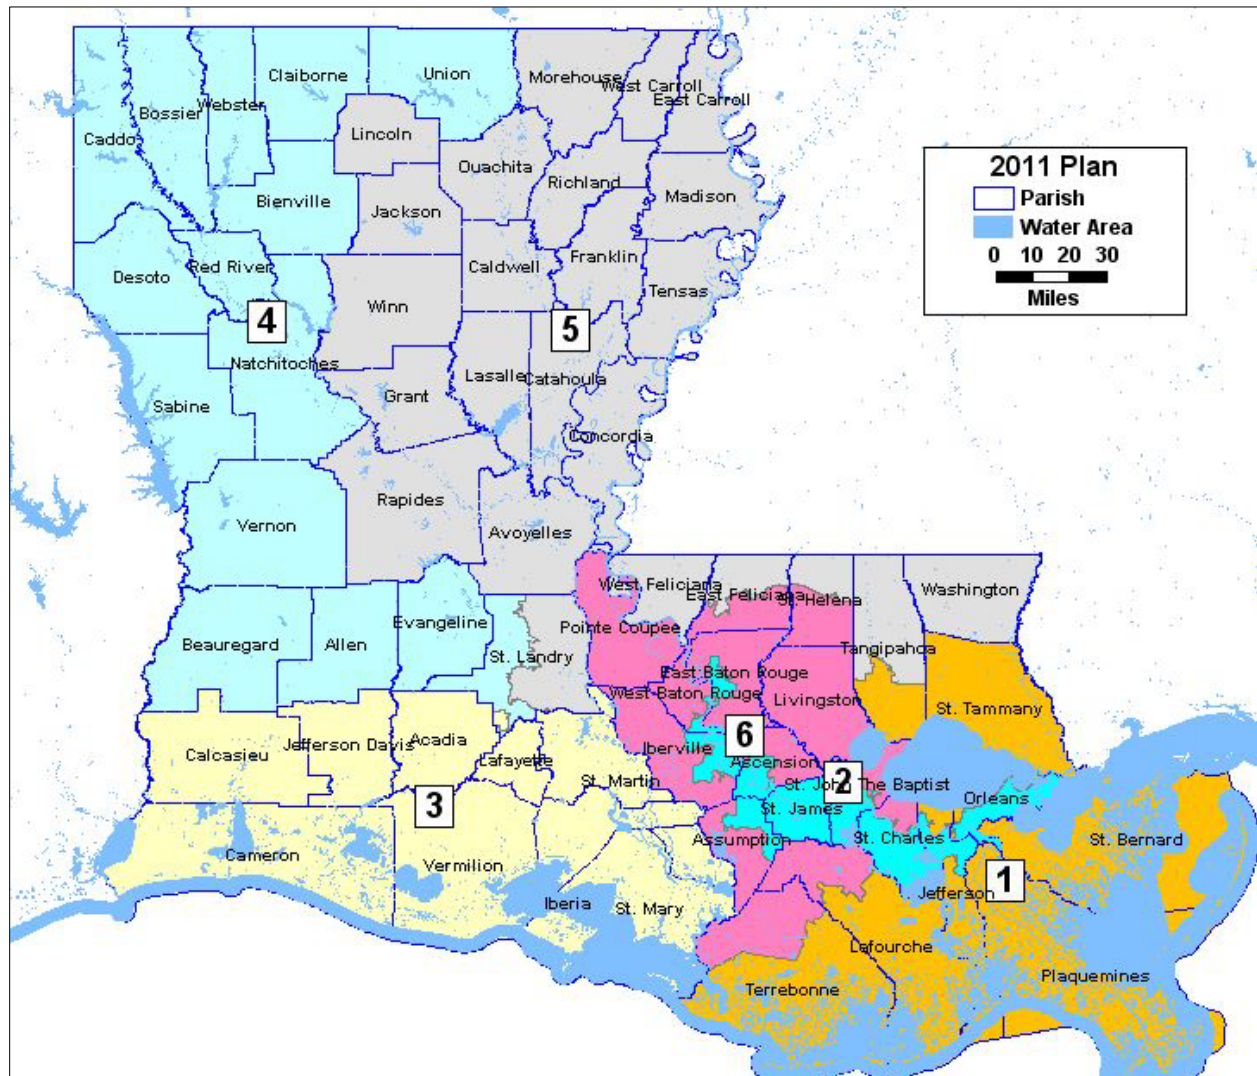 Claiborne
Union
Morehouse
West Carroll
East Carroll
Bossier
Webster
Caddo
Lincoln
Ouachita
Richland
Madison
Bienville
Jackson
2011 Plan
Parish
Water Area
0 10 20 30
Miles
Desoto
Red River
Caldwell
Franklin
Tensas
Winn
4
5
Natchitoches
Lasalle
Catahoula
Sabine
Grant
Concordia
Rapides
Vernon
Avoyelles
West Feliciana
East Feliciana
St. Helena
Washington
Evangeline
Pointe Coupee
Beauregard
Allen
St. Landry
Tangipahoa
East Baton Rouge
West Baton Rouge
Livingston
St. Tammany
Calcasieu
Jefferson Davis
Acadia
Lafayette
Iberville
6
Ascension
St. Martin
2
St. John The Baptist
Orleans
3
St. James
Assumption
St. Charles
St. Bernard
Cameron
Vermilion
Iberia
St. Mary
Jefferson
1
Lafourche
Terrebonne
Plaquemines